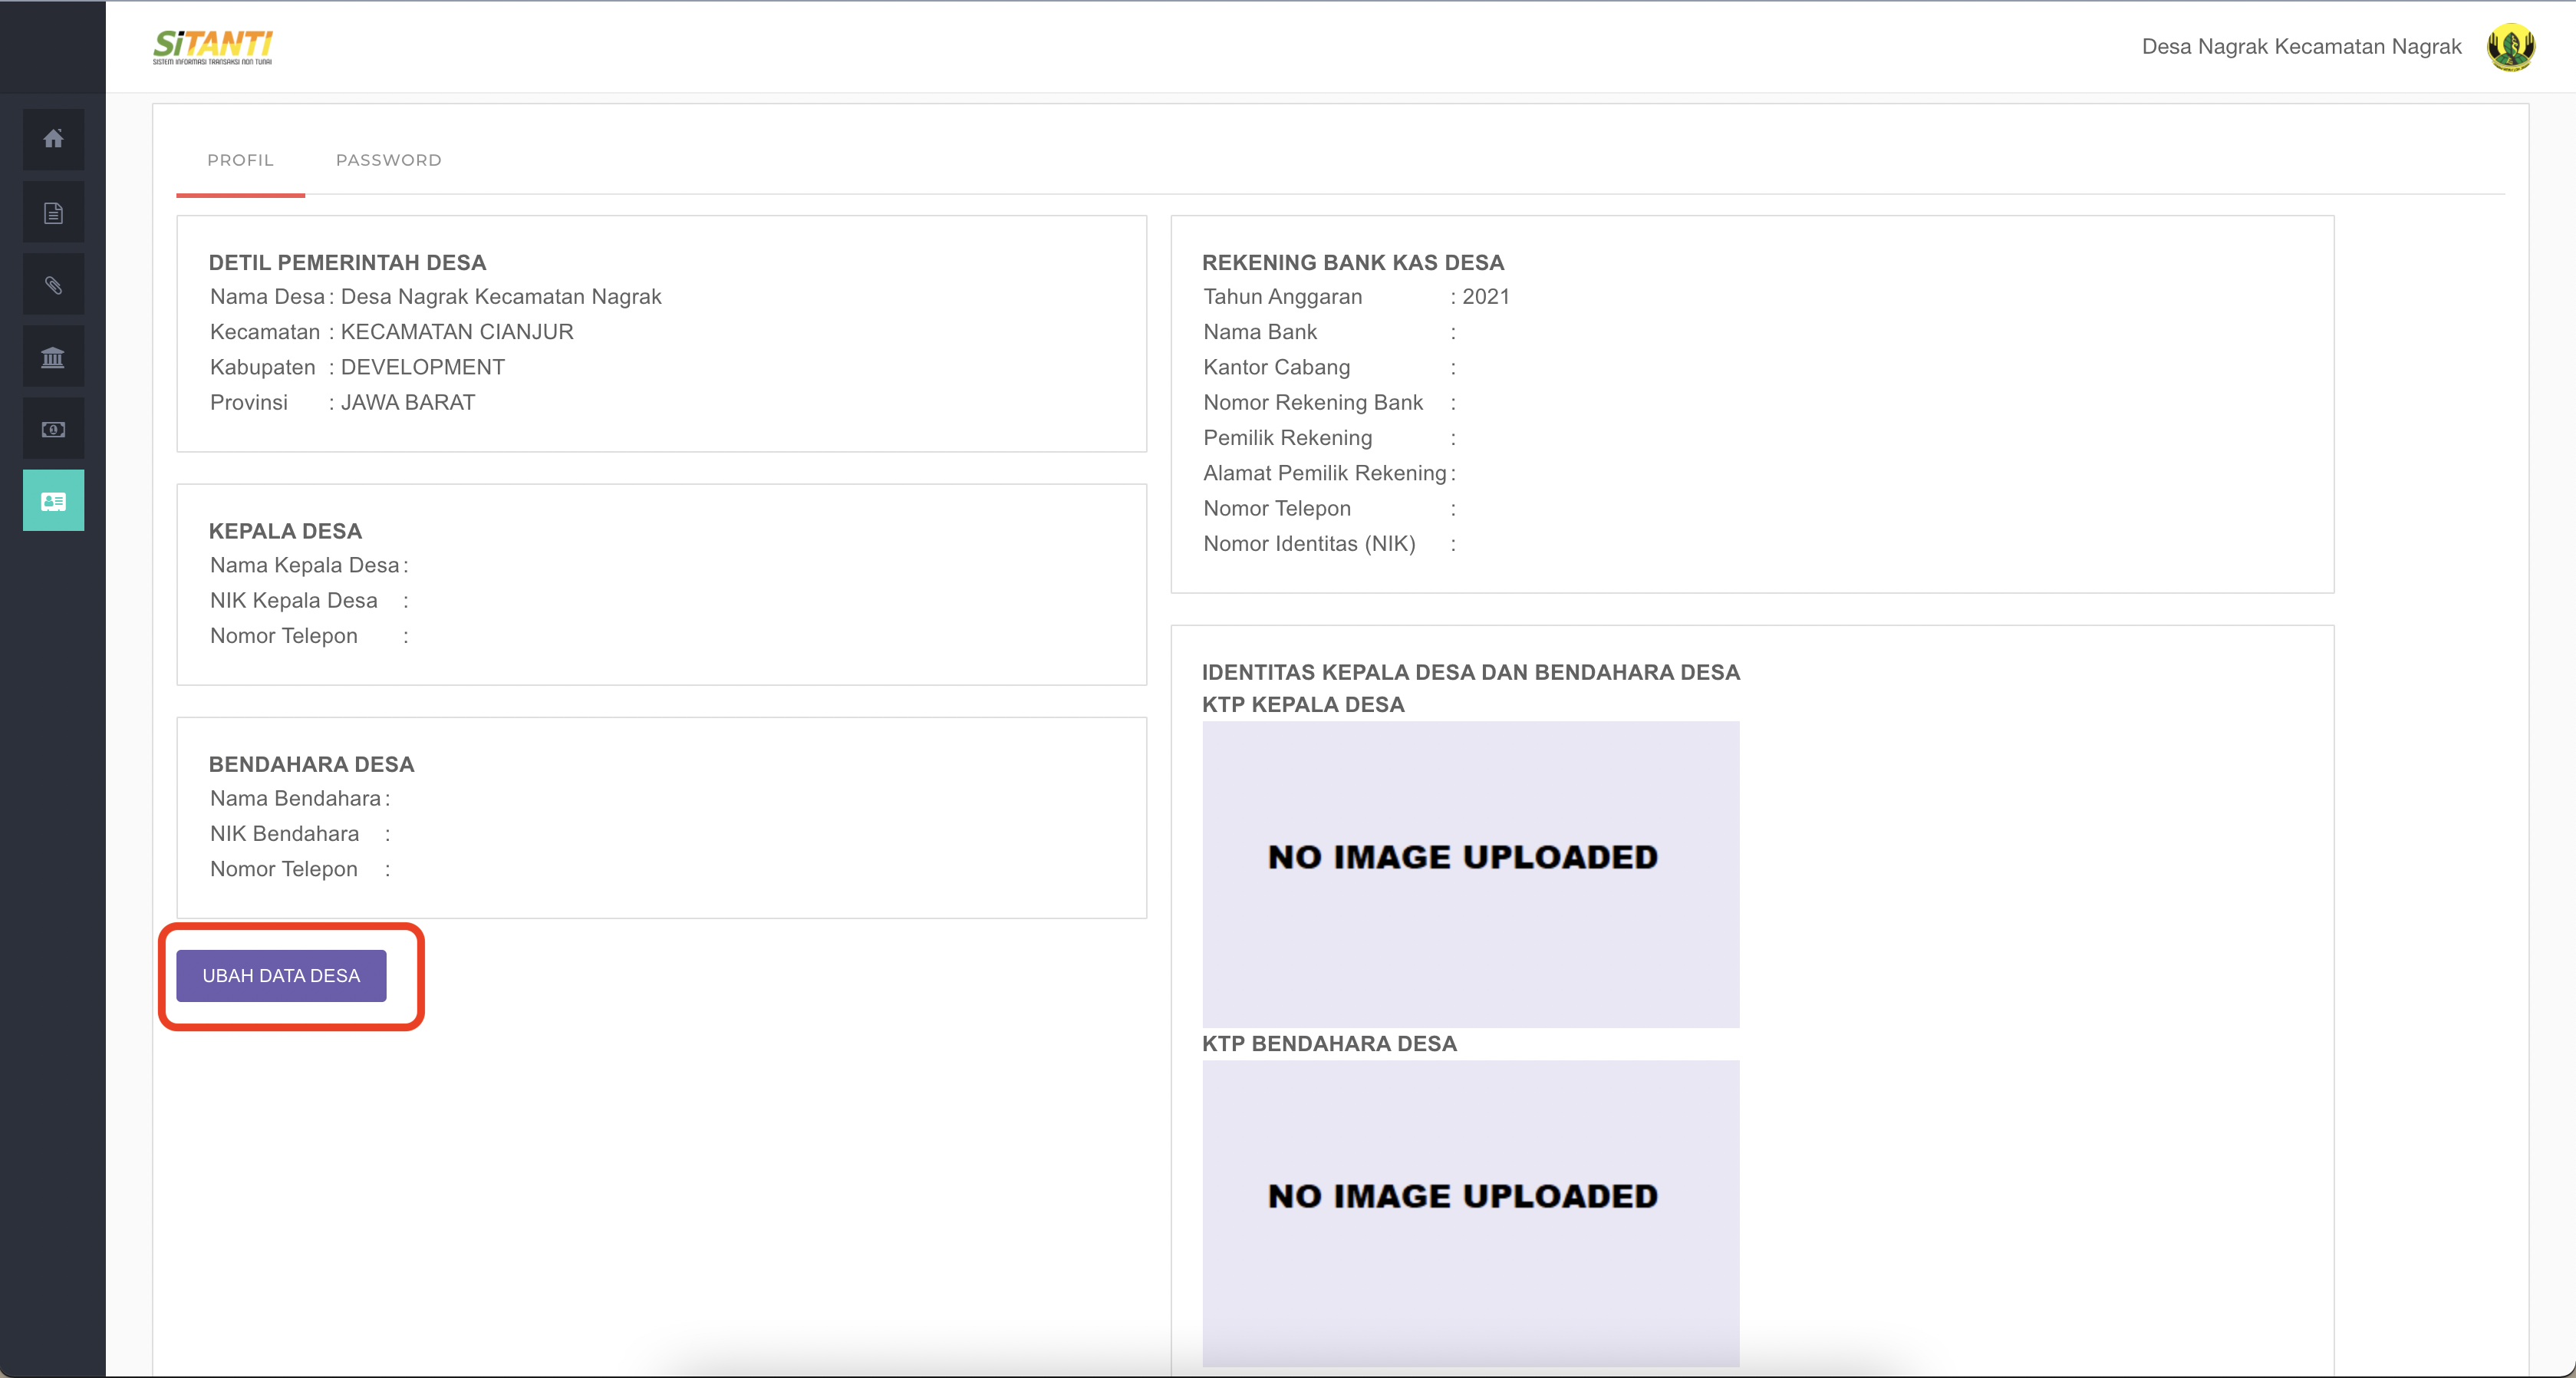 SiTANTI
SISTEM INFORMASI TRANSAKSI NON TUNAI
Desa Nagrak Kecamatan Nagrak
PROFIL
PASSWORD
DETIL PEMERINTAH DESA
Nama Desa : Desa Nagrak Kecamatan Nagrak
Kecamatan : KECAMATAN CIANJUR
Kabupaten : DEVELOPMENT
Provinsi : JAWA BARAT
KEPALA DESA
Nama Kepala Desa :
NIK Kepala Desa :
Nomor Telepon :
BENDAHARA DESA
Nama Bendahara :
NIK Bendahara :
Nomor Telepon :
UBAH DATA DESA
REKENING BANK KAS DESA
Tahun Anggaran : 2021
Nama Bank :
Kantor Cabang :
Nomor Rekening Bank :
Pemilik Rekening :
Alamat Pemilik Rekening :
Nomor Telepon :
Nomor Identitas (NIK) :
IDENTITAS KEPALA DESA DAN BENDAHARA DESA
KTP KEPALA DESA
NO IMAGE UPLOADED
KTP BENDAHARA DESA
NO IMAGE UPLOADED